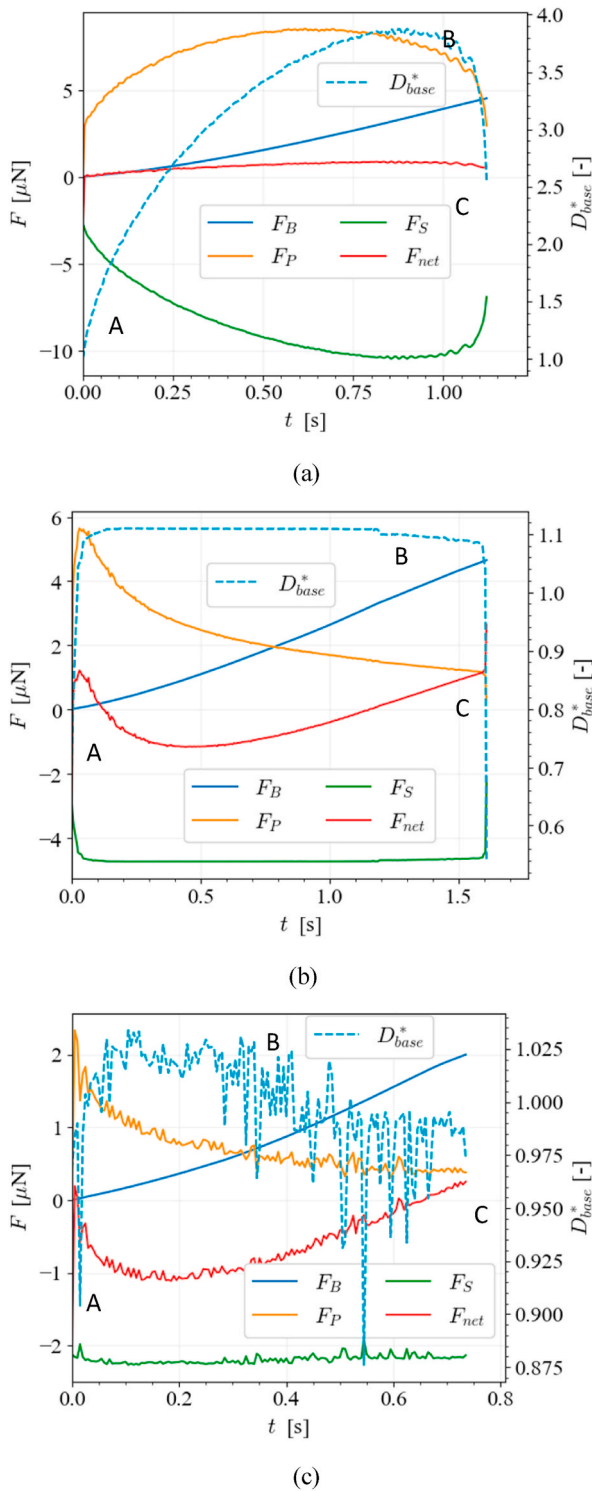 5
0
−5
−10
F [μN]
4.0
3.5
3.0
2.5
2.0
1.5
1.0
D*base [-]
A
B
C
D*base
FB FS
FP Fnet
0.00 0.25 0.50 0.75 1.00
t [s]
(a)
6
4
2
0
−2
−4
F [μN]
1.1
1.0
0.9
0.8
0.7
0.6
D*base [-]
B
D*base
A
C
FB FS
FP Fnet
0.0 0.5 1.0 1.5
t [s]
(b)
2
1
0
−1
−2
F [μN]
1.025
1.000
0.975
0.950
0.925
0.900
0.875
D*base [-]
D*base
B
A
C
FB FS
FP Fnet
0.0 0.2 0.4 0.6 0.8
t [s]
(c)